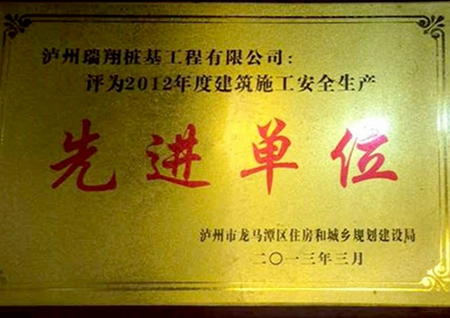 泸州瑞翔桩基工程有限公司：
评为2012年度建筑施工安全生产
先进单位
泸州市龙马潭区住房和城乡规划建设局
二〇一三年三月